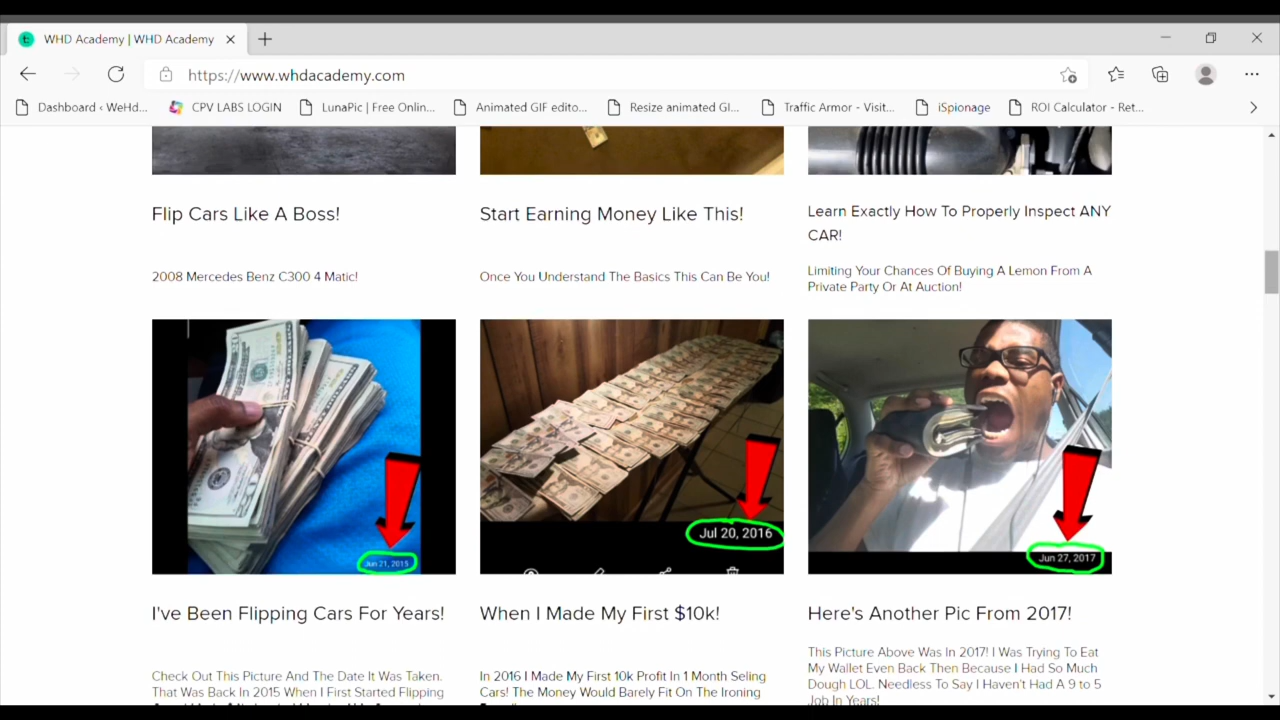 WHD Academy | WHD Academy
https://www.whdacademy.com
Dashboard ‹ WeHd...
CPV LABS LOGIN
LunaPic | Free Onlin...
Animated GIF edito...
Resize animated GI...
Traffic Armor - Visit...
iSpionage
ROI Calculator - Ret...
Flip Cars Like A Boss!
2008 Mercedes Benz C300 4 Matic!
Start Earning Money Like This!
Once You Understand The Basics This Can Be You!
Learn Exactly How To Properly Inspect ANY
CAR!
Limiting Your Chances Of Buying A Lemon From A
Private Party Or At Auction!
Jun 21, 2015
Jul 20, 2016
Jun 27, 2017
I've Been Flipping Cars For Years!
Check Out This Picture And The Date It Was Taken.
That Was Back In 2015 When I First Started Flipping
When I Made My First $10k!
In 2016 I Made My First 10k Profit In 1 Month Seling
Cars! The Money Would Barely Fit On The Ironing
Here's Another Pic From 2017!
This Picture Above Was In 2017! I Was Trying To Eat
My Wallet Even Back Then Because I Had So Much
Dough LOL. Needless To Say I Haven't Had A 9 to 5
Job In Years!